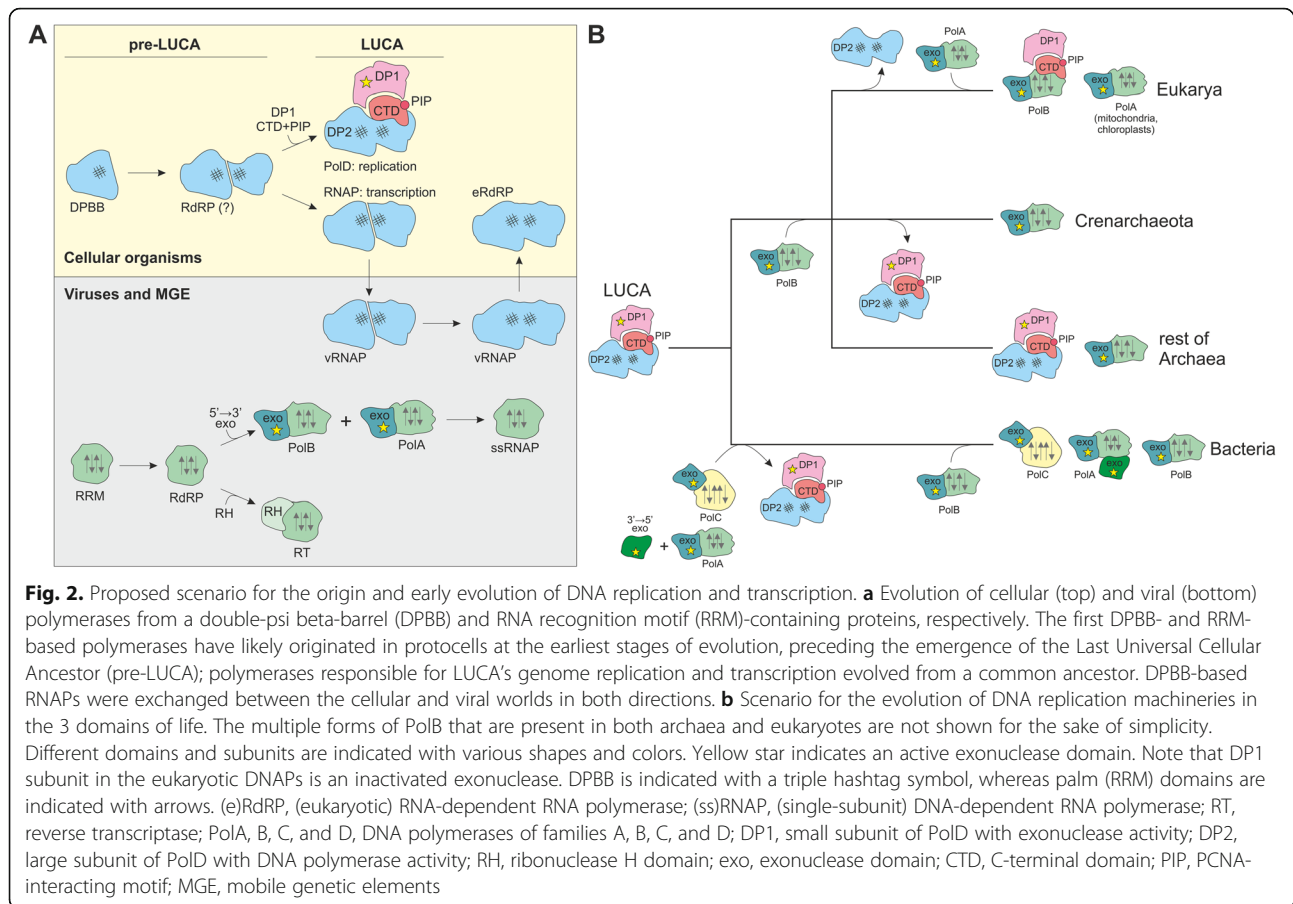 A
pre-LUCA
LUCA
DP1
CTD
PIP
DP2
DP1
CTD+PIP
PolD: replication
DPBB
RdRP (?)
RNAP: transcription
eRdRP
Cellular organisms
Viruses and MGE
vRNAP
vRNAP
5'→3'
exo
exo
PolB
+
exo
PolA
ssRNAP
RRM
RdRP
RH
RH
RT
B
DP2
PolA
exo
DP1
CTD
PIP
exo
PolB
exo
PolA
(mitochondria,
chloroplasts)
Eukarya
exo
Crenarchaeota
exo
PolB
DP1
CTD
PIP
DP2
LUCA
DP1
CTD
PIP
DP2
DP1
CTD
PIP
DP2
exo
rest of
Archaea
exo
PolC
exo
PolA
exo
exo
PolB
Bacteria
exo
PolC
DP1
CTD
PIP
DP2
exo
PolB
3'→5'
exo
+
exo
PolA
Fig. 2. Proposed scenario for the origin and early evolution of DNA replication and transcription. a Evolution of cellular (top) and viral (bottom)
polymerases from a double-psi beta-barrel (DPBB) and RNA recognition motif (RRM)-containing proteins, respectively. The first DPBB- and RRM-
based polymerases have likely originated in protocells at the earliest stages of evolution, preceding the emergence of the Last Universal Cellular
Ancestor (pre-LUCA); polymerases responsible for LUCA's genome replication and transcription evolved from a common ancestor. DPBB-based
RNAPs were exchanged between the cellular and viral worlds in both directions. b Scenario for the evolution of DNA replication machineries in
the 3 domains of life. The multiple forms of PolB that are present in both archaea and eukaryotes are not shown for the sake of simplicity.
Different domains and subunits are indicated with various shapes and colors. Yellow star indicates an active exonuclease domain. Note that DP1
subunit in the eukaryotic DNAPs is an inactivated exonuclease. DPBB is indicated with a triple hashtag symbol, whereas palm (RRM) domains are
indicated with arrows. (e)RdRP, (eukaryotic) RNA-dependent RNA polymerase; (ss)RNAP, (single-subunit) DNA-dependent RNA polymerase; RT,
reverse transcriptase; PolA, B, C, and D, DNA polymerases of families A, B, C, and D; DP1, small subunit of PolD with exonuclease activity; DP2,
large subunit of PolD with DNA polymerase activity; RH, ribonuclease H domain; exo, exonuclease domain; CTD, C-terminal domain; PIP, PCNA-
interacting motif; MGE, mobile genetic elements